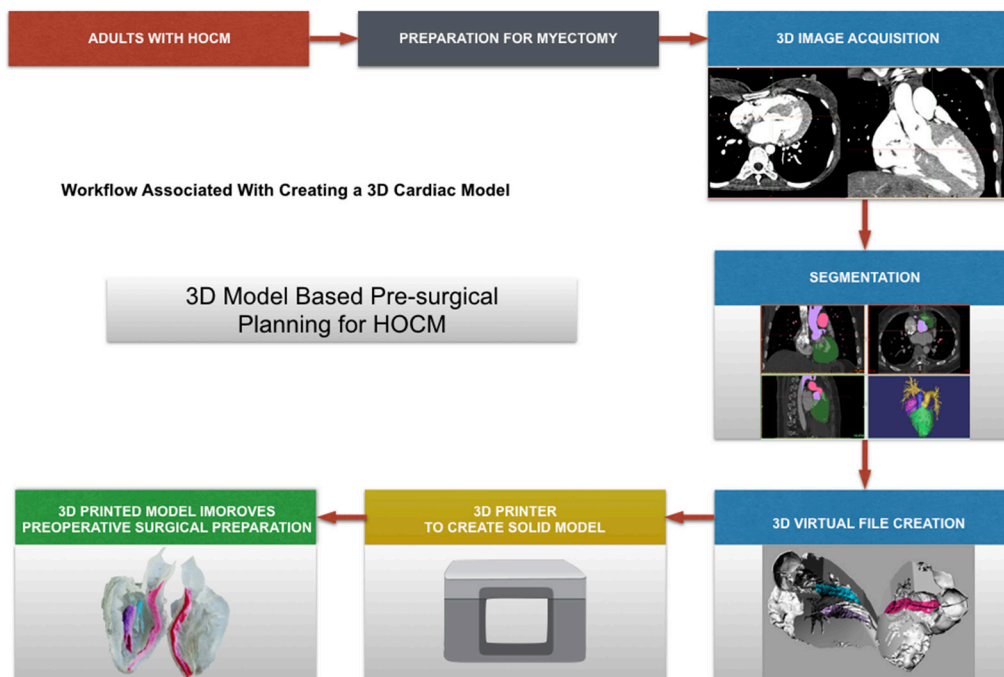 ADULTS WITH HOCM
PREPARATION FOR MYECTOMY
3D IMAGE ACQUISITION
Workflow Associated With Creating a 3D Cardiac Model
3D Model Based Pre-surgical
Planning for HOCM
SEGMENTATION
3D VIRTUAL FILE CREATION
3D PRINTER
TO CREATE SOLID MODEL
3D PRINTED MODEL IMOROVES
PREOPERATIVE SURGICAL PREPARATION